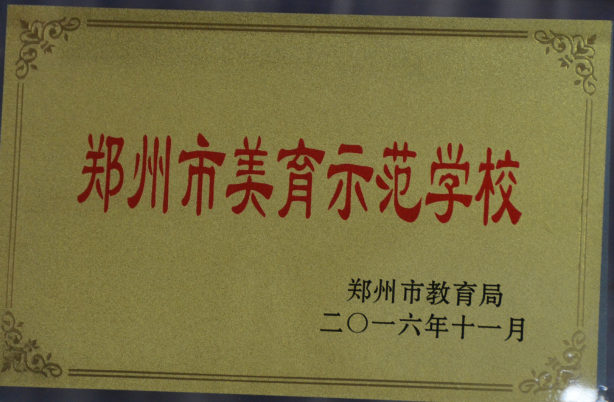 郑州市美育示范学校
郑州市教育局
二〇一六年十一月